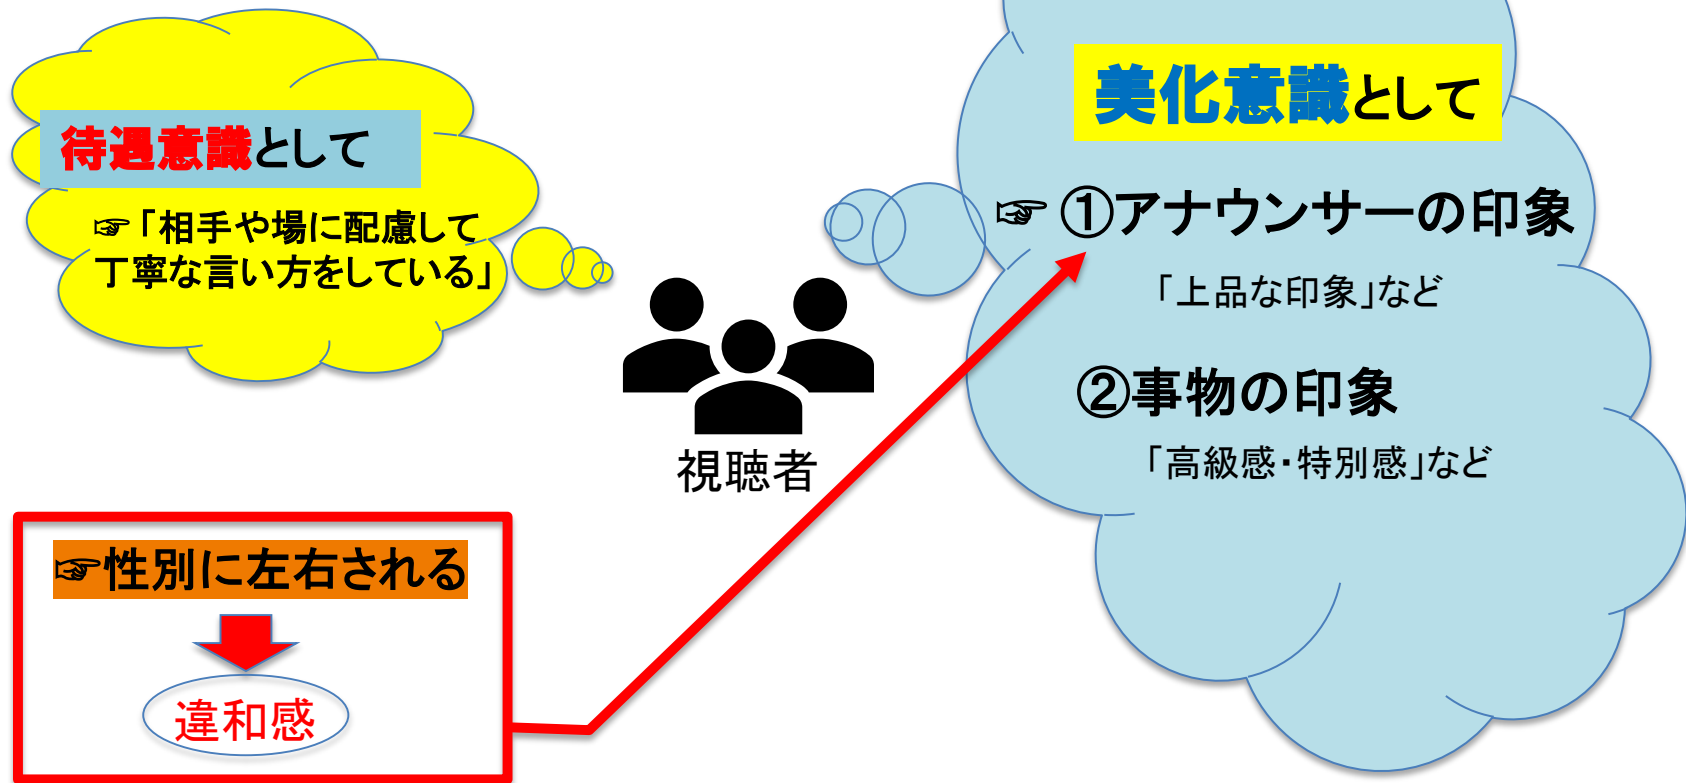 待遇意識として
☞「相手や場に配慮して
丁寧な言い方をしている」
美化意識として
☞ ①アナウンサーの印象
「上品な印象」など
②事物の印象
「高級感・特別感」など
視聴者
☞性別に左右される
違和感